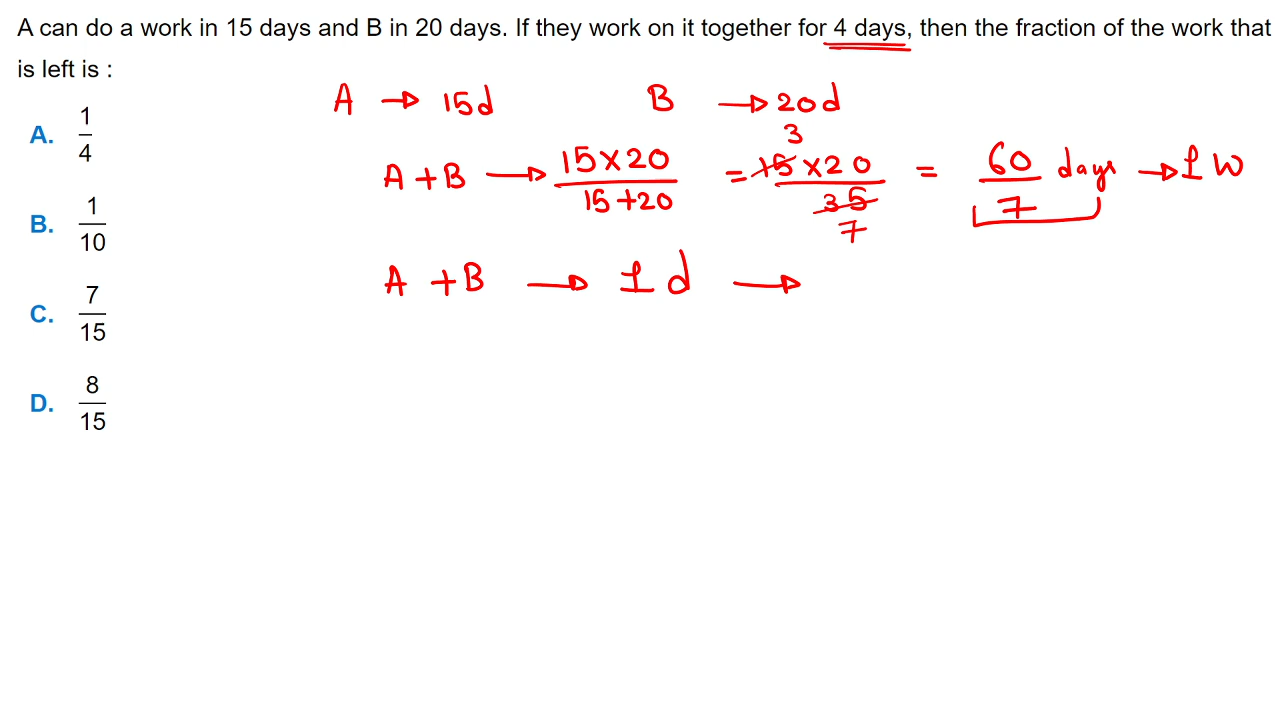 A can do a work in 15 days and B in 20 days. If they work on it together for 4 days, then the fraction of the work that
is left is :
A → 15d B → 20d
A. 1/4
A + B → 15 x 20 / 15 + 20 = 15 x 20 / 35 3 7 = 60/7 days → 1 W
B. 1/10
A + B → 1 d →
C. 7/15
D. 8/15